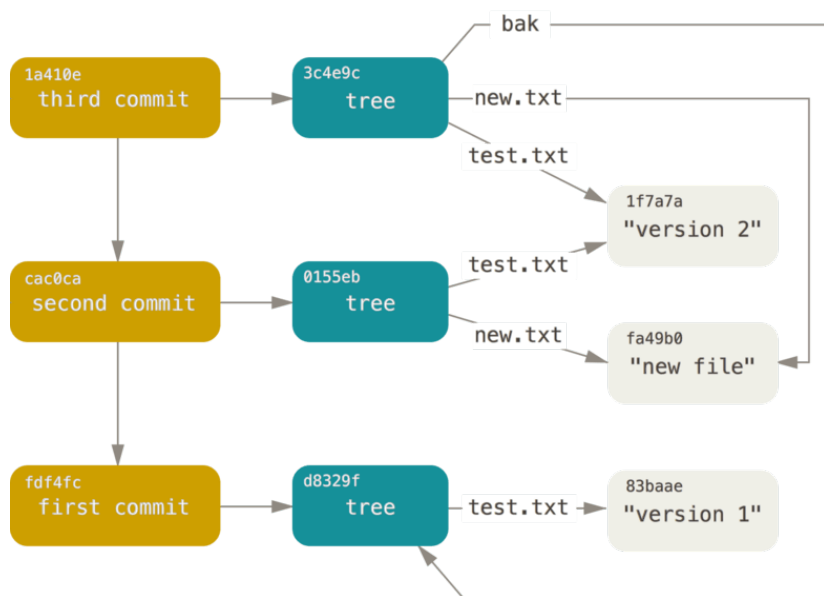 bak
1a410e
third commit
3c4e9c
tree
new.txt
test.txt
1f7a7a
"version 2"
cac0ca
second commit
0155eb
tree
test.txt
new.txt
fa49b0
"new file"
fdf4fc
first commit
d8329f
tree
test.txt
83baae
"version 1"